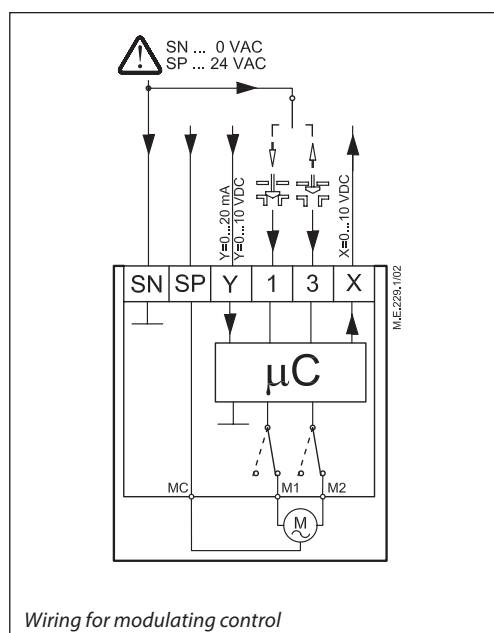 SN ... 0 VAC
SP ... 24 VAC
Y=0...20 mA
Y=0...10 VDC
X=0...10 VDC
SN SP Y 1 3 X
M.E.229.1/02
µC
MC M1 M2
M
Wiring for modulating control